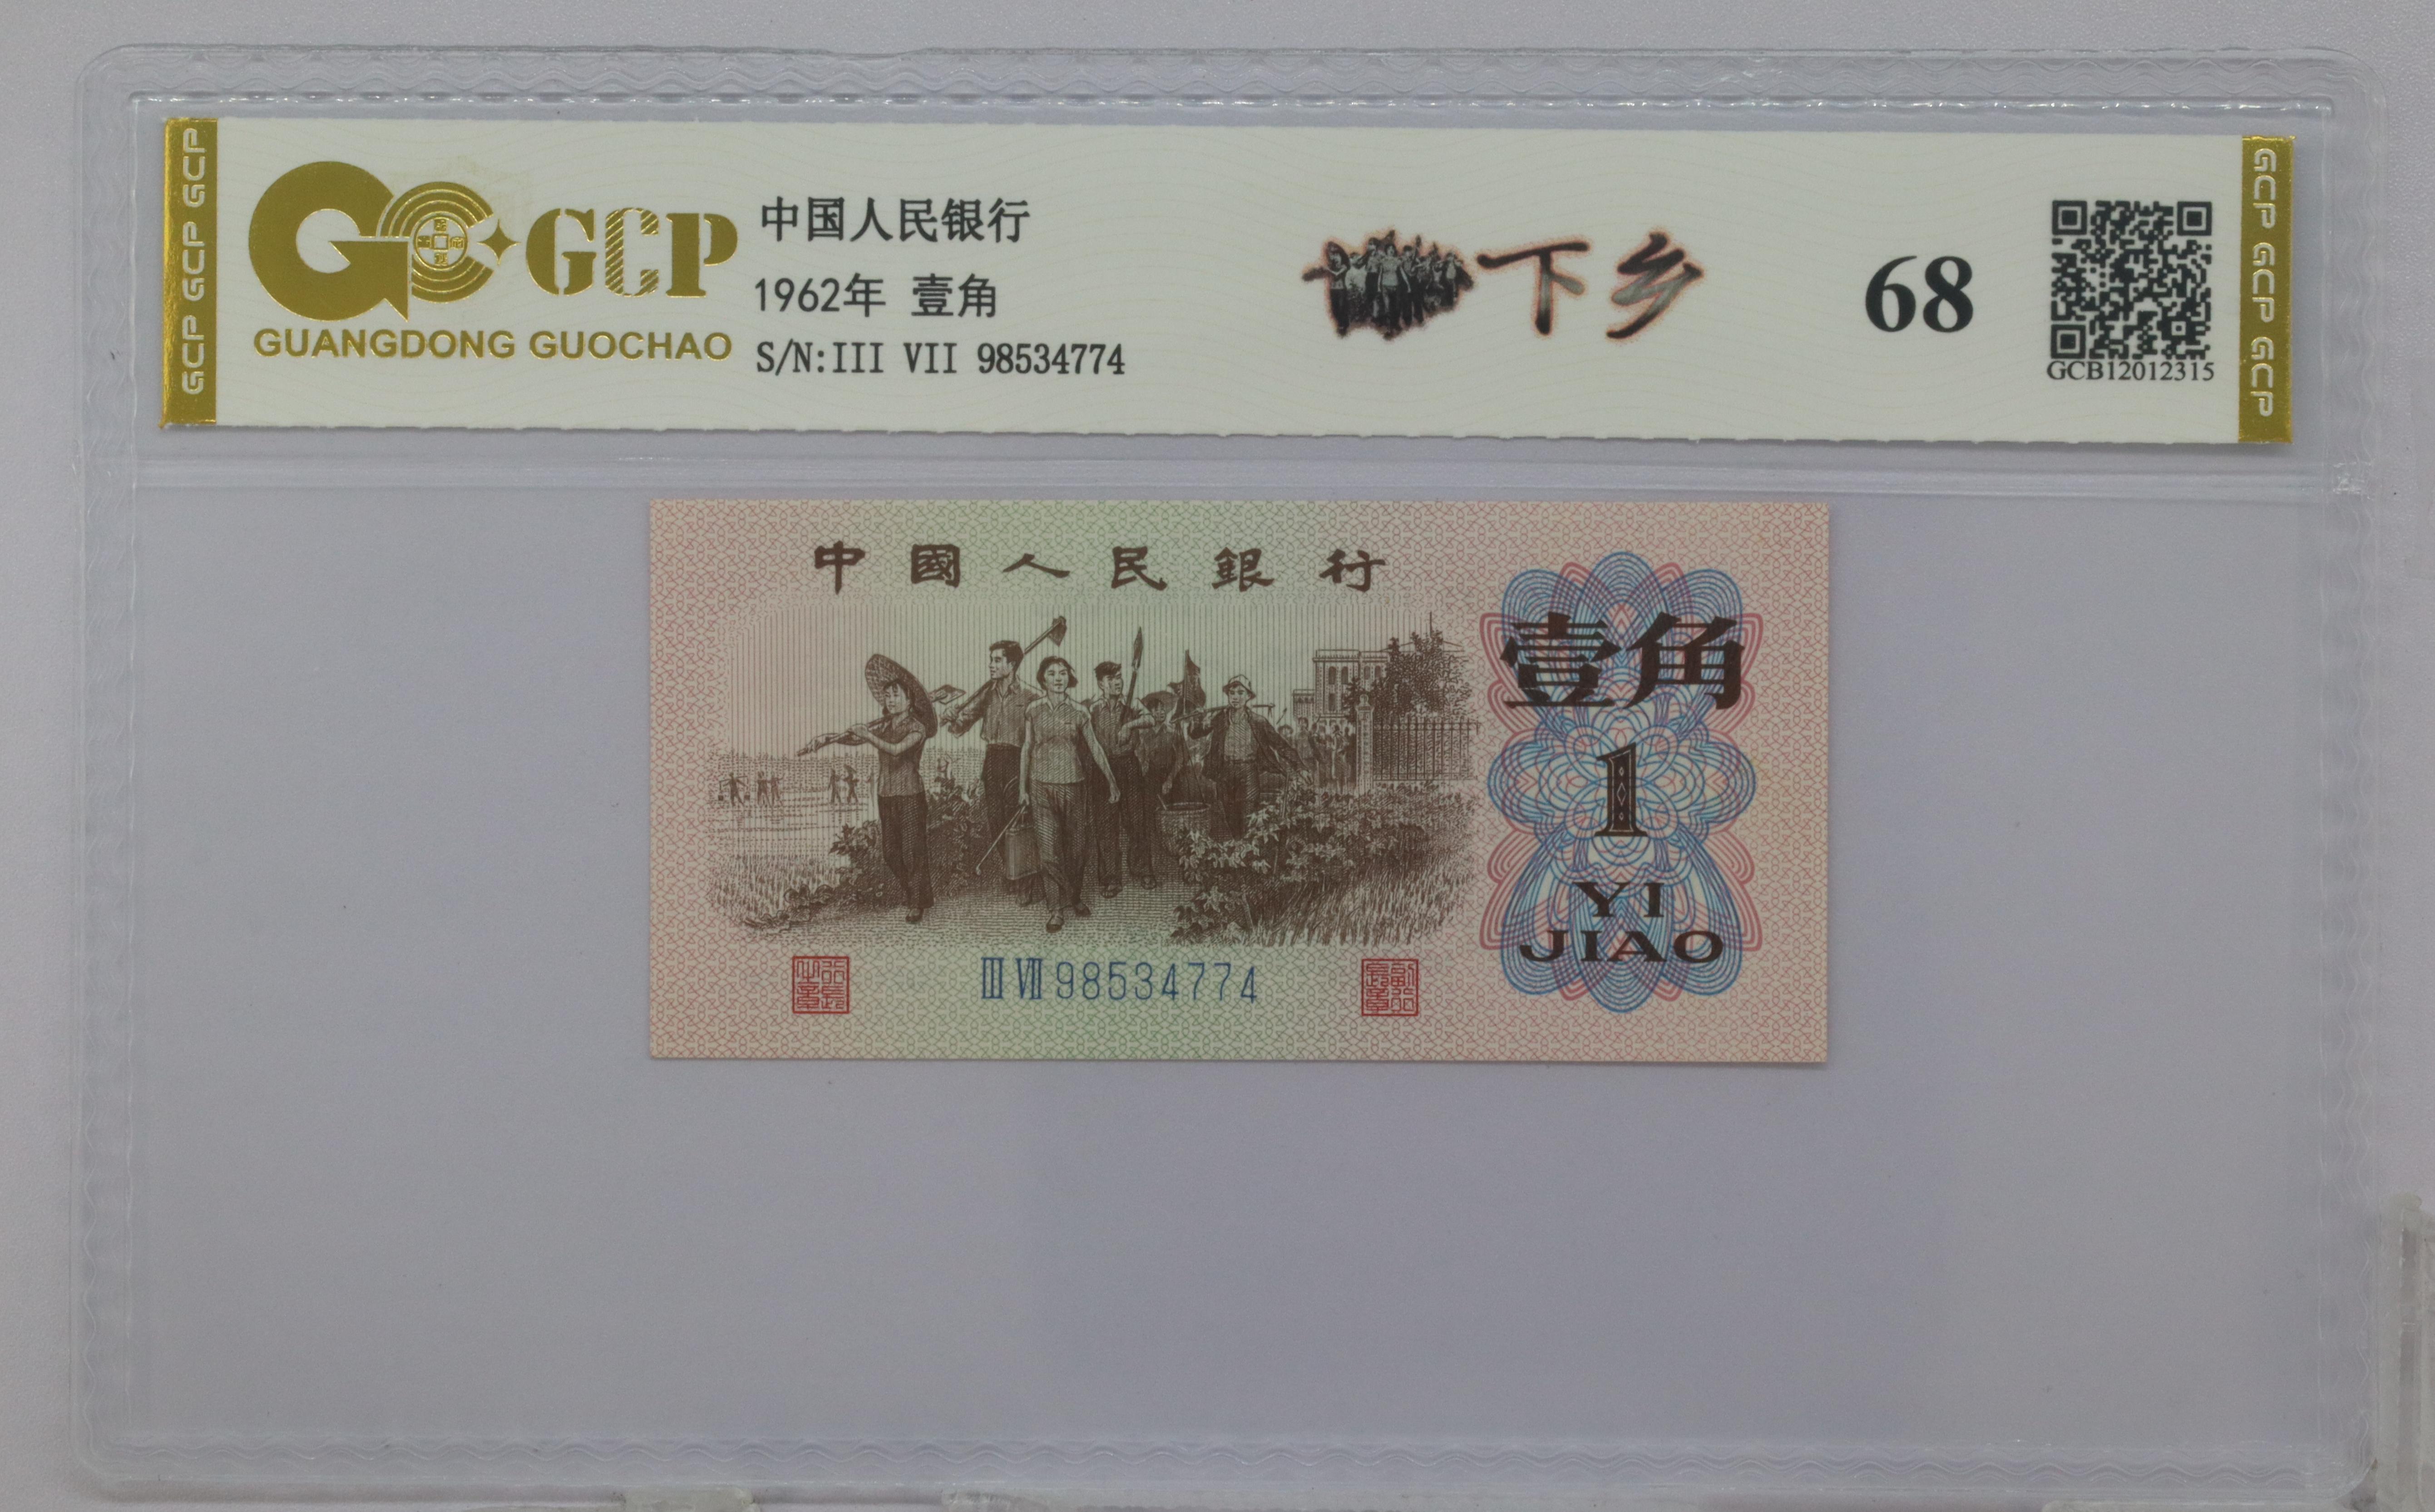 GCP GCP GCP
GCP
GUANGDONG GUOCHAO
中国人民银行
1962年 壹角
S/N:III VII 98534774
下乡
68
GCB12012315
GCP GCP GCP
中國人民銀行
壹角
1
YI
JIAO
III VII 98534774